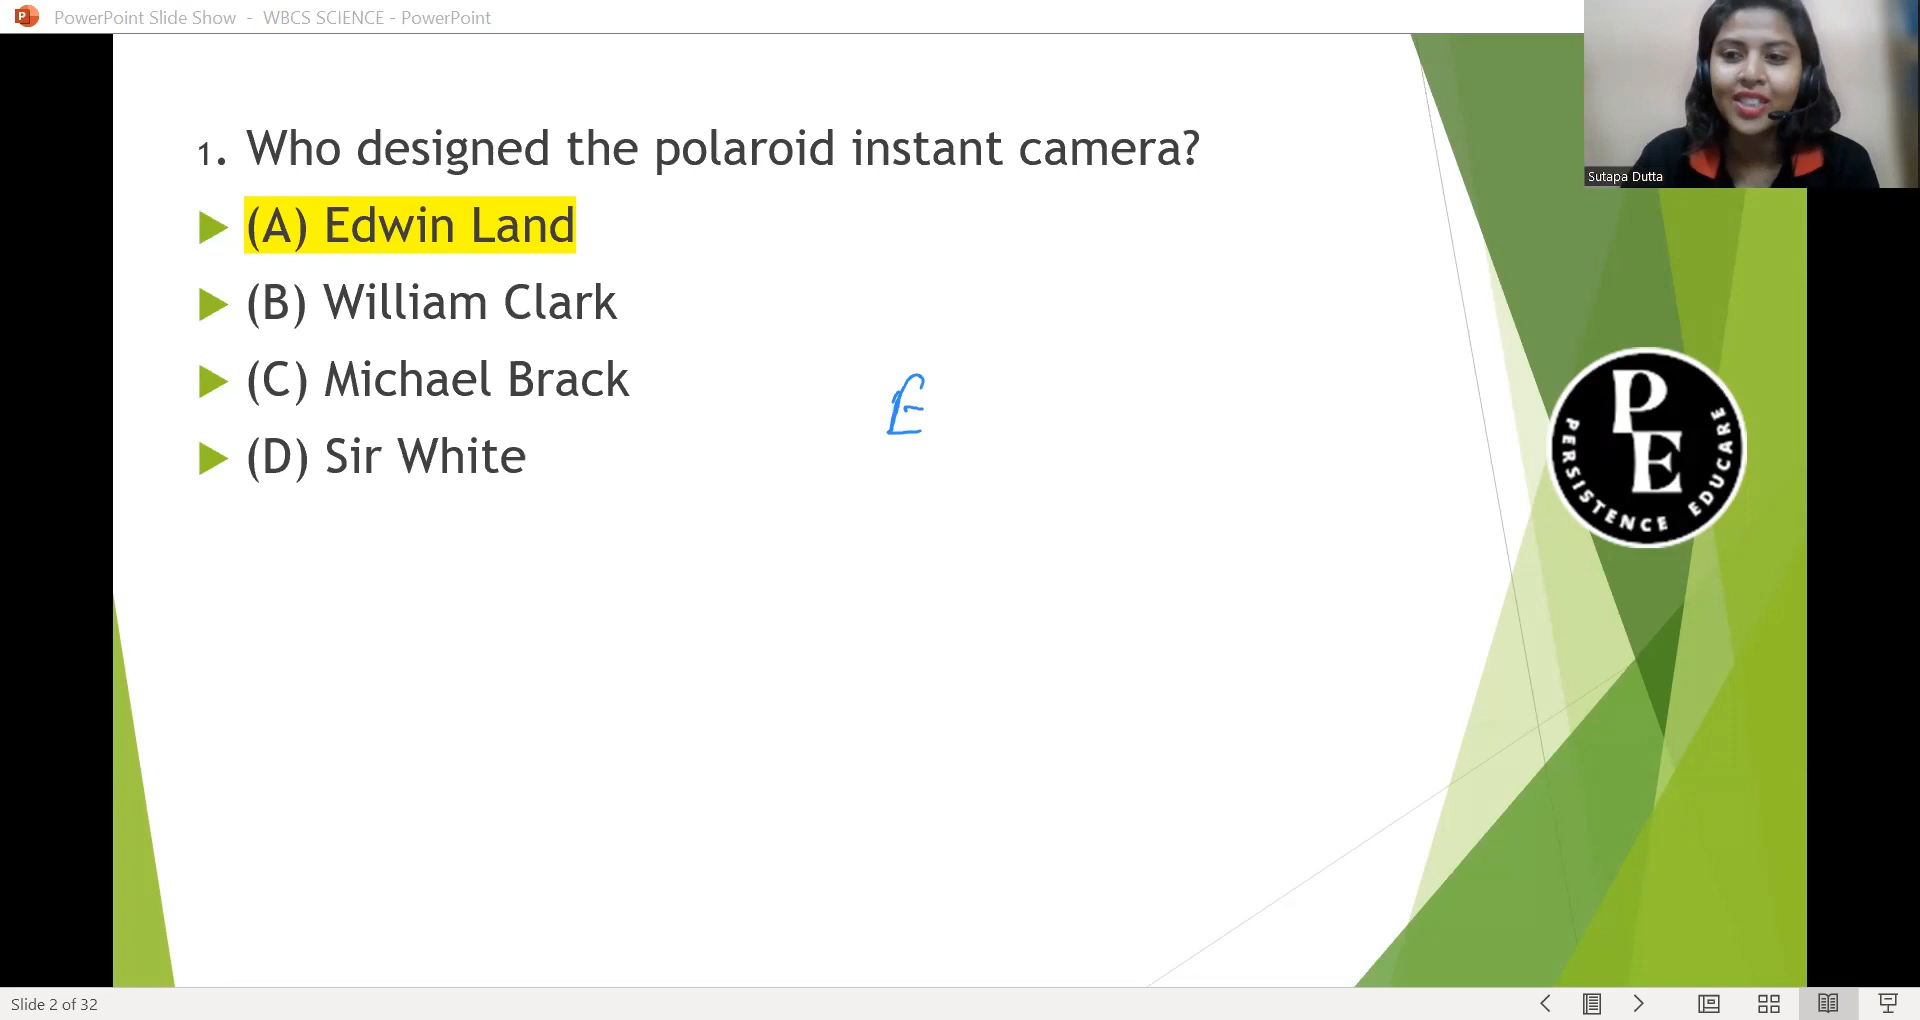 PowerPoint Slide Show - WBCS SCIENCE - PowerPoint
Sutapa Dutta
1. Who designed the polaroid instant camera?
(A) Edwin Land
(B) William Clark
(C) Michael Brack
(D) Sir White
E
PE
PERSISTENCE EDUCARE
Slide 2 of 32